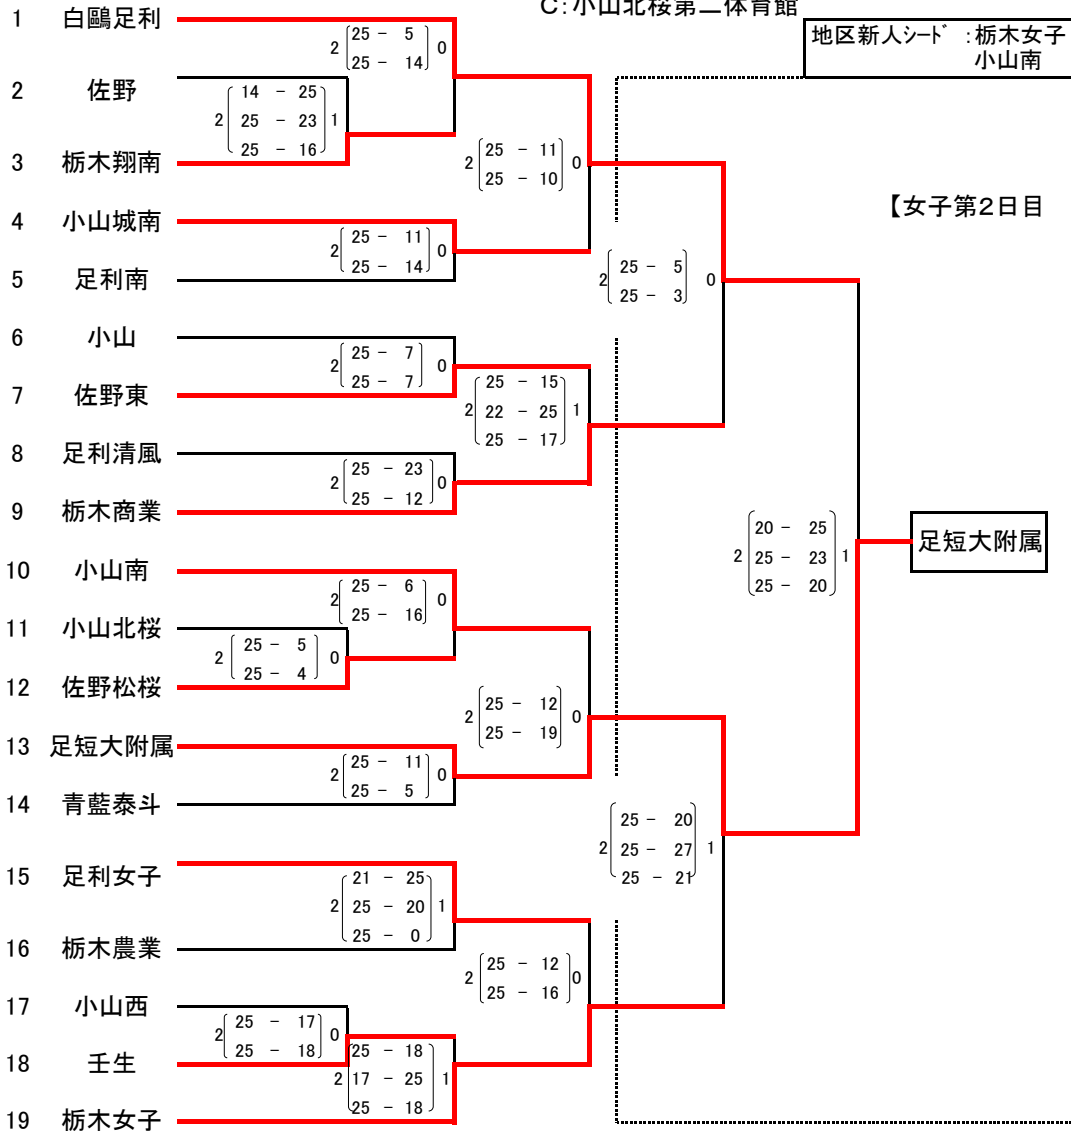 C:小山北桜第二体育館
地区新人シード:栃木女子
小山南
【女子第2日目
1 白鷗足利
2 佐野
3 栃木翔南
4 小山城南
5 足利南
6 小山
7 佐野東
8 足利清風
9 栃木商業
10 小山南
11 小山北桜
12 佐野松桜
13 足短大附属
14 青藍泰斗
15 足利女子
16 栃木農業
17 小山西
18 壬生
19 栃木女子
25 - 5
2 0
25 - 14
14 - 25
2 25 - 23 1
25 - 16
25 - 11
2 0
25 - 14
25 - 7
2 0
25 - 7
25 - 23
2 0
25 - 12
25 - 6
2 0
25 - 16
25 - 5
2 0
25 - 4
25 - 11
2 0
25 - 5
21 - 25
2 25 - 20 1
25 - 0
25 - 17
2 0
25 - 18
25 - 18
2 17 - 25 1
25 - 18
25 - 11
2 0
25 - 10
25 - 15
2 22 - 25 1
25 - 17
25 - 12
2 0
25 - 19
25 - 12
2 0
25 - 16
25 - 5
2 0
25 - 3
25 - 20
2 25 - 27 1
25 - 21
20 - 25
2 25 - 23 1
25 - 20
足短大附属